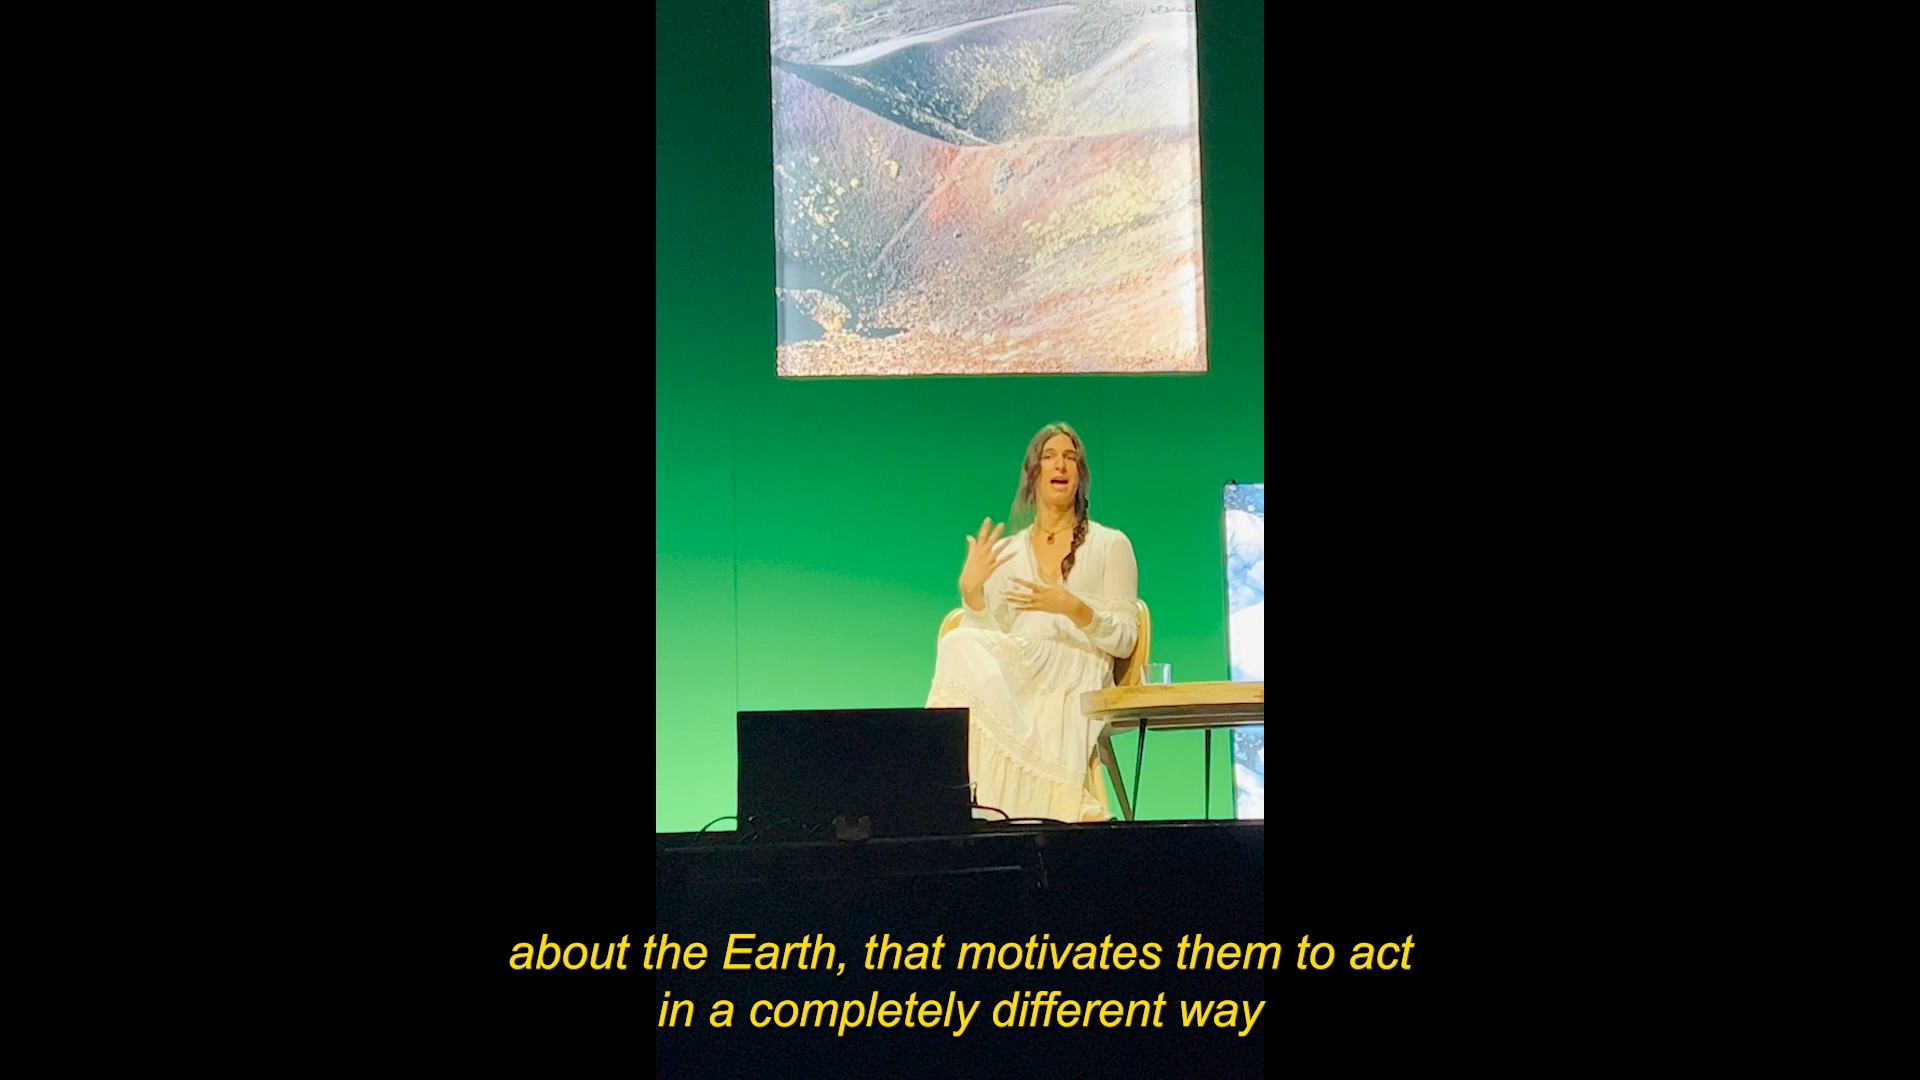 about the Earth, that motivates them to act
in a completely different way